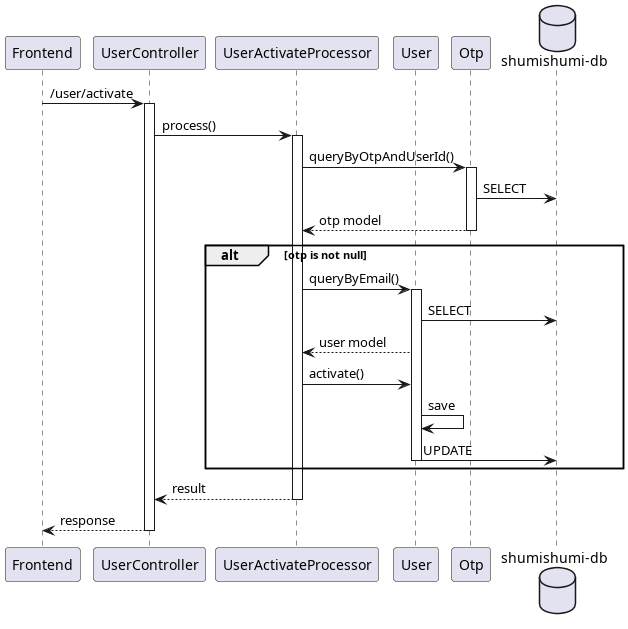 shumishumi-db
Frontend
UserController
UserActivateProcessor
User
Otp
/user/activate
process()
queryByOtpAndUserId()
SELECT
otp model
alt
[otp is not null]
queryByEmail()
SELECT
user model
activate()
save
UPDATE
result
response
Frontend
UserController
UserActivateProcessor
User
Otp
shumishumi-db